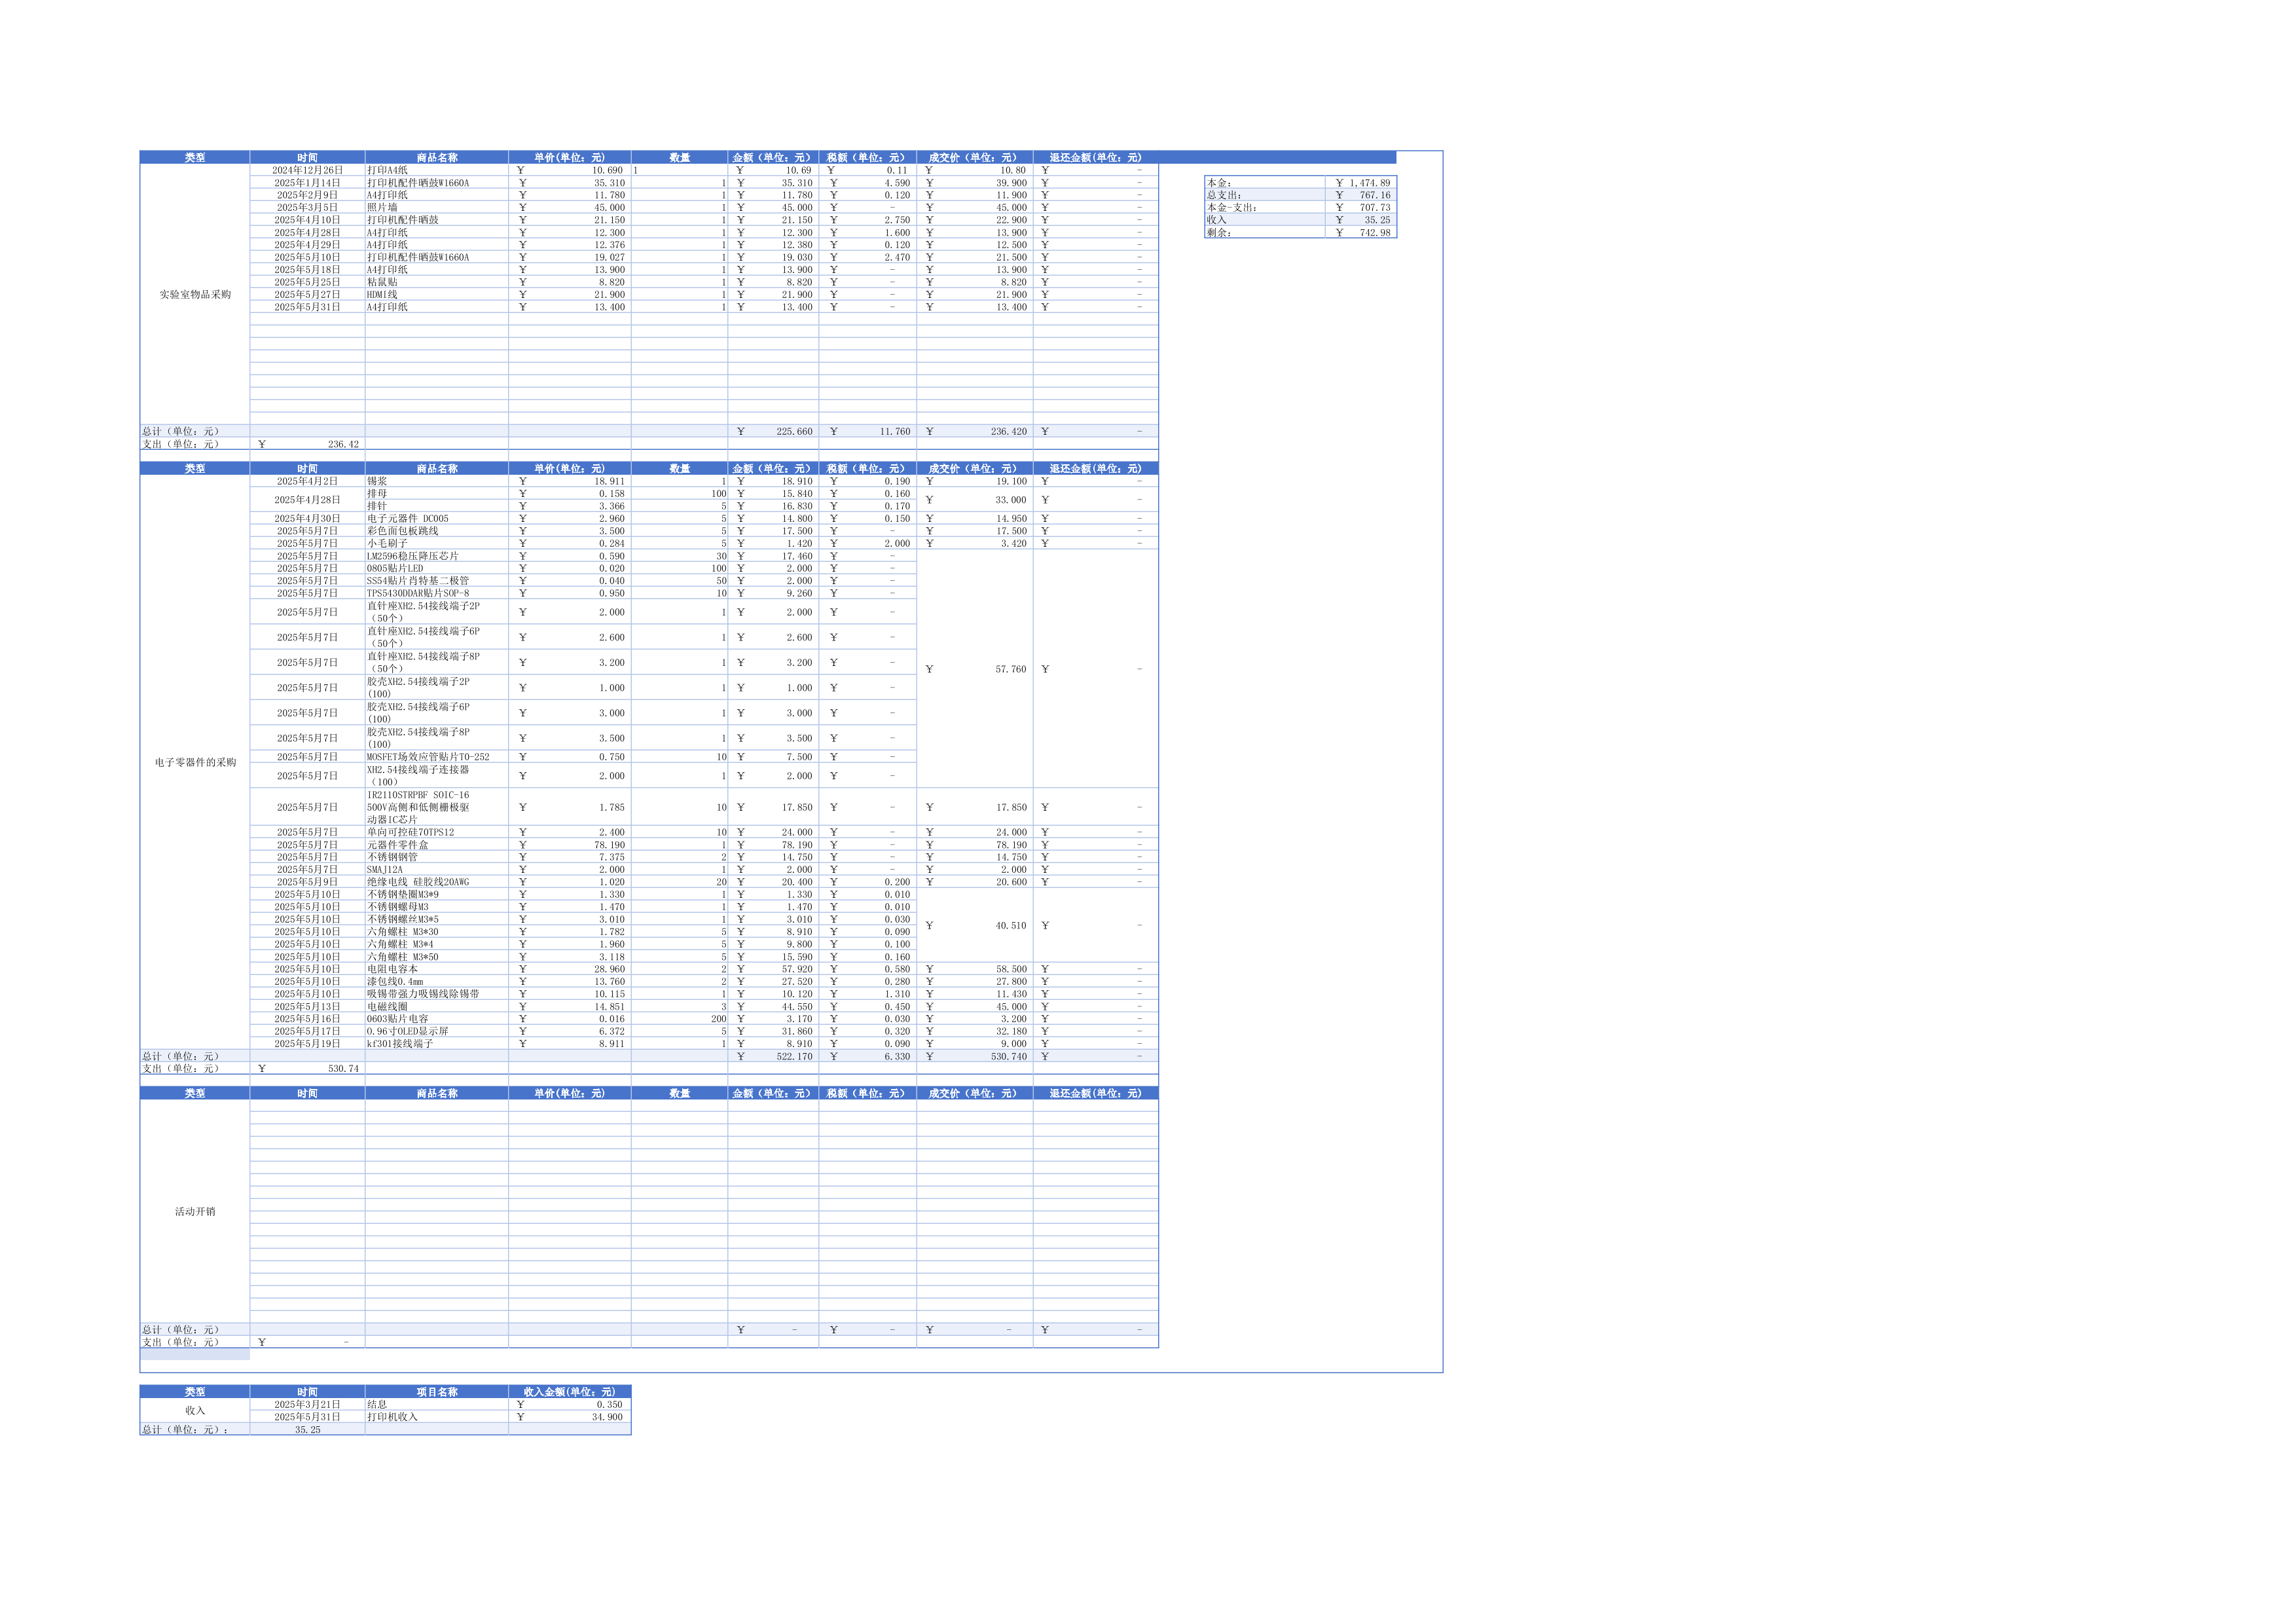 类型 时间 商品名称 单价(单位：元) 数量 金额（单位：元） 税额（单位：元） 成交价（单位：元） 退还金额(单位：元)
2024年12月26日 打印A4纸 ¥ 10.690 1 ¥ 10.69 ¥ 0.11 ¥ 10.80 ¥ -
2025年1月14日 打印机配件晒鼓W1660A ¥ 35.310 1 ¥ 35.310 ¥ 4.590 ¥ 39.900 ¥ -
本金： ¥ 1,474.89
2025年2月9日 A4打印纸 ¥ 11.780 1 ¥ 11.780 ¥ 0.120 ¥ 11.900 ¥ -
总支出： ¥ 767.16
2025年3月5日 照片墙 ¥ 45.000 1 ¥ 45.000 ¥ - ¥ 45.000 ¥ -
本金-支出： ¥ 707.73
2025年4月10日 打印机配件晒鼓 ¥ 21.150 1 ¥ 21.150 ¥ 2.750 ¥ 22.900 ¥ -
收入 ¥ 35.25
2025年4月28日 A4打印纸 ¥ 12.300 1 ¥ 12.300 ¥ 1.600 ¥ 13.900 ¥ -
剩余： ¥ 742.98
2025年4月29日 A4打印纸 ¥ 12.376 1 ¥ 12.380 ¥ 0.120 ¥ 12.500 ¥ -
2025年5月10日 打印机配件晒鼓W1660A ¥ 19.027 1 ¥ 19.030 ¥ 2.470 ¥ 21.500 ¥ -
2025年5月18日 A4打印纸 ¥ 13.900 1 ¥ 13.900 ¥ - ¥ 13.900 ¥ -
2025年5月25日 粘鼠贴 ¥ 8.820 1 ¥ 8.820 ¥ - ¥ 8.820 ¥ -
实验室物品采购
2025年5月27日 HDMI线 ¥ 21.900 1 ¥ 21.900 ¥ - ¥ 21.900 ¥ -
2025年5月31日 A4打印纸 ¥ 13.400 1 ¥ 13.400 ¥ - ¥ 13.400 ¥ -
总计（单位：元） ¥ 225.660 ¥ 11.760 ¥ 236.420 ¥ -
支出（单位：元） ¥ 236.42
类型 时间 商品名称 单价(单位：元) 数量 金额（单位：元） 税额（单位：元） 成交价（单位：元） 退还金额(单位：元)
2025年4月2日 锡浆 ¥ 18.911 1 ¥ 18.910 ¥ 0.190 ¥ 19.100 ¥ -
2025年4月28日 排母 ¥ 0.158 100 ¥ 15.840 ¥ 0.160 ¥ 33.000 ¥ -
排针 ¥ 3.366 5 ¥ 16.830 ¥ 0.170
2025年4月30日 电子元器件 DC005 ¥ 2.960 5 ¥ 14.800 ¥ 0.150 ¥ 14.950 ¥ -
2025年5月7日 彩色面包板跳线 ¥ 3.500 5 ¥ 17.500 ¥ - ¥ 17.500 ¥ -
2025年5月7日 小毛刷子 ¥ 0.284 5 ¥ 1.420 ¥ 2.000 ¥ 3.420 ¥ -
2025年5月7日 LM2596稳压降压芯片 ¥ 0.590 30 ¥ 17.460 ¥ -
2025年5月7日 0805贴片LED ¥ 0.020 100 ¥ 2.000 ¥ -
2025年5月7日 SS54贴片肖特基二极管 ¥ 0.040 50 ¥ 2.000 ¥ -
2025年5月7日 TPS5430DDAR贴片SOP-8 ¥ 0.950 10 ¥ 9.260 ¥ -
2025年5月7日 直针座XH2.54接线端子2P
（50个） ¥ 2.000 1 ¥ 2.000 ¥ -
2025年5月7日 直针座XH2.54接线端子6P
（50个） ¥ 2.600 1 ¥ 2.600 ¥ -
2025年5月7日 直针座XH2.54接线端子8P
（50个） ¥ 3.200 1 ¥ 3.200 ¥ -
¥ 57.760 ¥ -
2025年5月7日 胶壳XH2.54接线端子2P
(100) ¥ 1.000 1 ¥ 1.000 ¥ -
2025年5月7日 胶壳XH2.54接线端子6P
(100) ¥ 3.000 1 ¥ 3.000 ¥ -
2025年5月7日 胶壳XH2.54接线端子8P
(100) ¥ 3.500 1 ¥ 3.500 ¥ -
2025年5月7日 MOSFET场效应管贴片TO-252 ¥ 0.750 10 ¥ 7.500 ¥ -
电子零器件的采购
2025年5月7日 XH2.54接线端子连接器
（100） ¥ 2.000 1 ¥ 2.000 ¥ -
IR2110STRPBF SOIC-16
2025年5月7日 500V高侧和低侧栅极驱 ¥ 1.785 10 ¥ 17.850 ¥ - ¥ 17.850 ¥ -
动器IC芯片
2025年5月7日 单向可控硅70TPS12 ¥ 2.400 10 ¥ 24.000 ¥ - ¥ 24.000 ¥ -
2025年5月7日 元器件零件盒 ¥ 78.190 1 ¥ 78.190 ¥ - ¥ 78.190 ¥ -
2025年5月7日 不锈钢钢管 ¥ 7.375 2 ¥ 14.750 ¥ - ¥ 14.750 ¥ -
2025年5月7日 SMAJ12A ¥ 2.000 1 ¥ 2.000 ¥ - ¥ 2.000 ¥ -
2025年5月9日 绝缘电线 硅胶线20AWG ¥ 1.020 20 ¥ 20.400 ¥ 0.200 ¥ 20.600 ¥ -
2025年5月10日 不锈钢垫圈M3*9 ¥ 1.330 1 ¥ 1.330 ¥ 0.010
2025年5月10日 不锈钢螺母M3 ¥ 1.470 1 ¥ 1.470 ¥ 0.010
2025年5月10日 不锈钢螺丝M3*5 ¥ 3.010 1 ¥ 3.010 ¥ 0.030
¥ 40.510 ¥ -
2025年5月10日 六角螺柱 M3*30 ¥ 1.782 5 ¥ 8.910 ¥ 0.090
2025年5月10日 六角螺柱 M3*4 ¥ 1.960 5 ¥ 9.800 ¥ 0.100
2025年5月10日 六角螺柱 M3*50 ¥ 3.118 5 ¥ 15.590 ¥ 0.160
2025年5月10日 电阻电容本 ¥ 28.960 2 ¥ 57.920 ¥ 0.580 ¥ 58.500 ¥ -
2025年5月10日 漆包线0.4mm ¥ 13.760 2 ¥ 27.520 ¥ 0.280 ¥ 27.800 ¥ -
2025年5月10日 吸锡带强力吸锡线除锡带 ¥ 10.115 1 ¥ 10.120 ¥ 1.310 ¥ 11.430 ¥ -
2025年5月13日 电磁线圈 ¥ 14.851 3 ¥ 44.550 ¥ 0.450 ¥ 45.000 ¥ -
2025年5月16日 0603贴片电容 ¥ 0.016 200 ¥ 3.170 ¥ 0.030 ¥ 3.200 ¥ -
2025年5月17日 0.96寸OLED显示屏 ¥ 6.372 5 ¥ 31.860 ¥ 0.320 ¥ 32.180 ¥ -
2025年5月19日 kf301接线端子 ¥ 8.911 1 ¥ 8.910 ¥ 0.090 ¥ 9.000 ¥ -
总计（单位：元） ¥ 522.170 ¥ 6.330 ¥ 530.740 ¥ -
支出（单位：元） ¥ 530.74
类型 时间 商品名称 单价(单位：元) 数量 金额（单位：元） 税额（单位：元） 成交价（单位：元） 退还金额(单位：元)
活动开销
总计（单位：元） ¥ - ¥ - ¥ - ¥ -
支出（单位：元） ¥ -
类型 时间 项目名称 收入金额(单位：元)
收入
2025年3月21日 结息 ¥ 0.350
2025年5月31日 打印机收入 ¥ 34.900
总计（单位：元）： 35.25